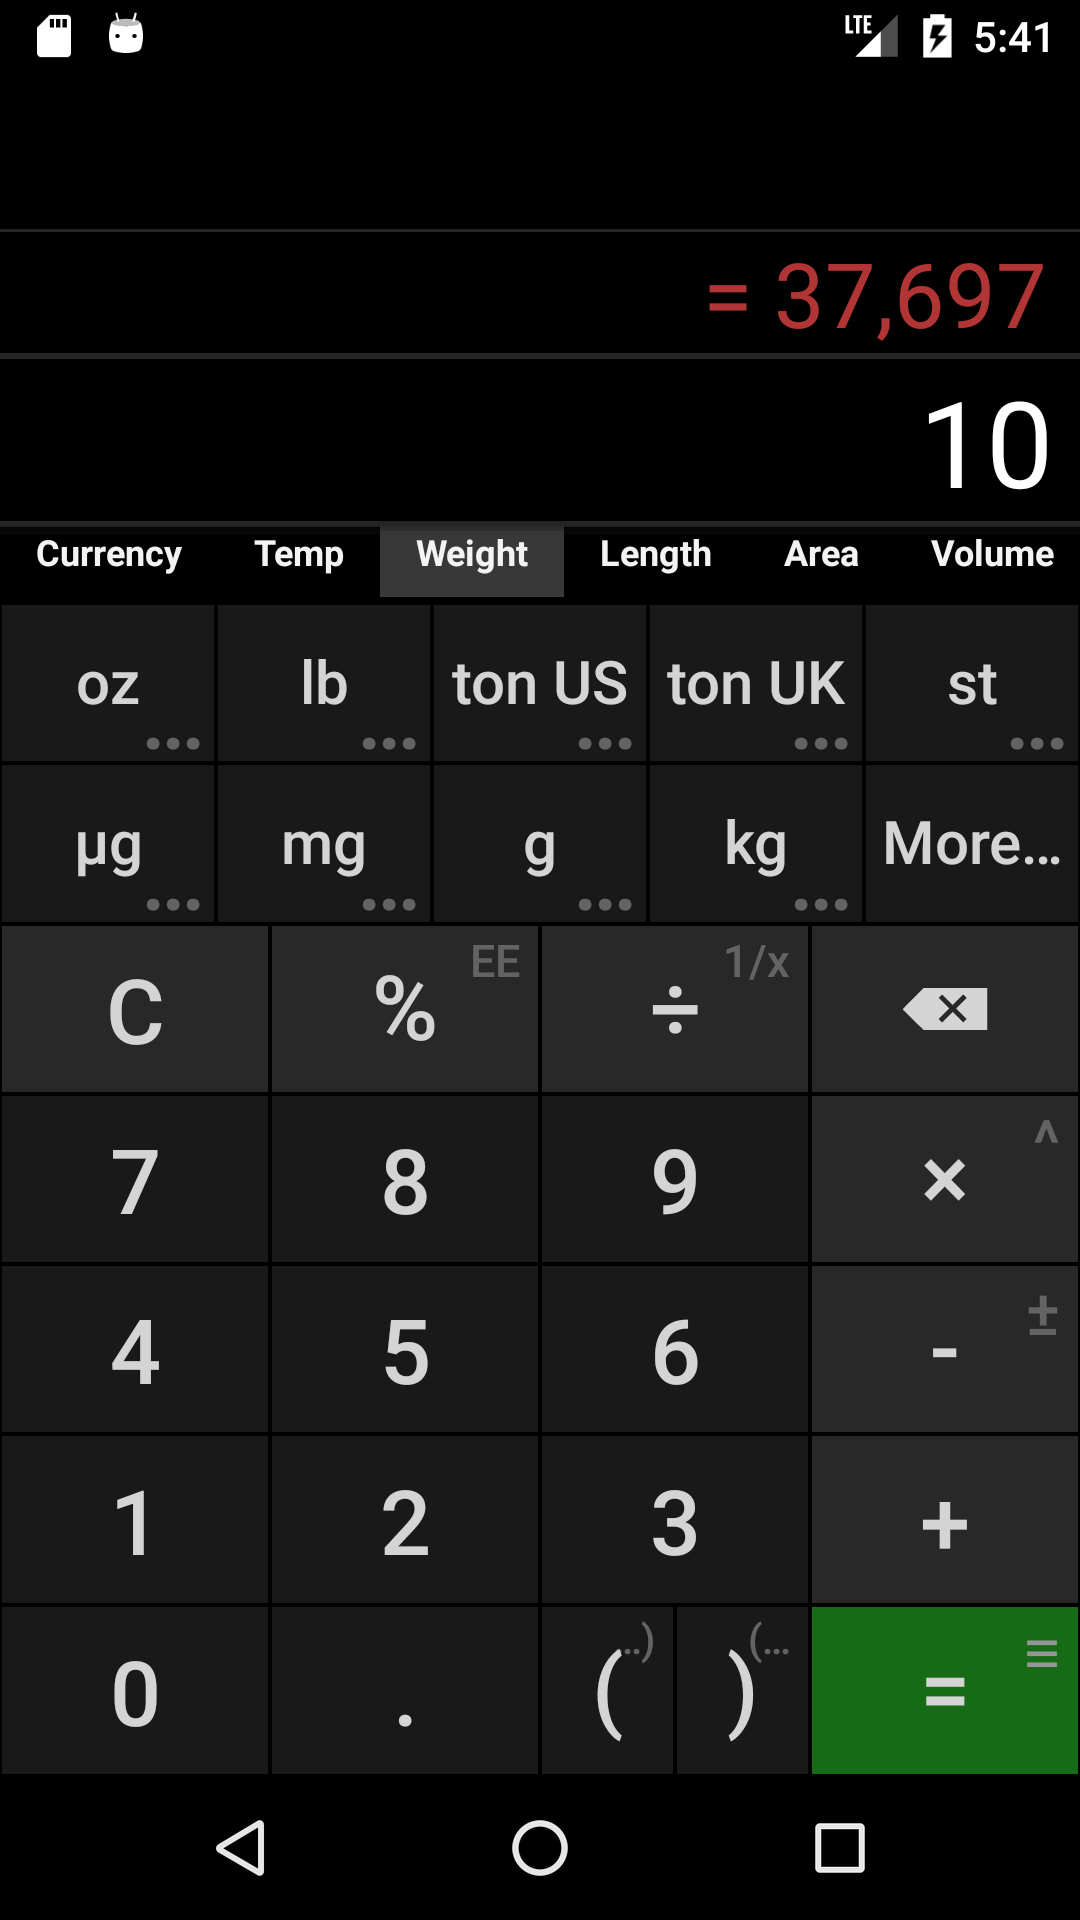 LTE 5:41
= 37,697
10
Currency Temp Weight Length Area Volume
oz lb ton US ton UK st
µg mg g kg More...
C % EE ÷ 1/x
7 8 9 × ^
4 5 6 - ±
1 2 3 +
0 . ( ..) ) (... =